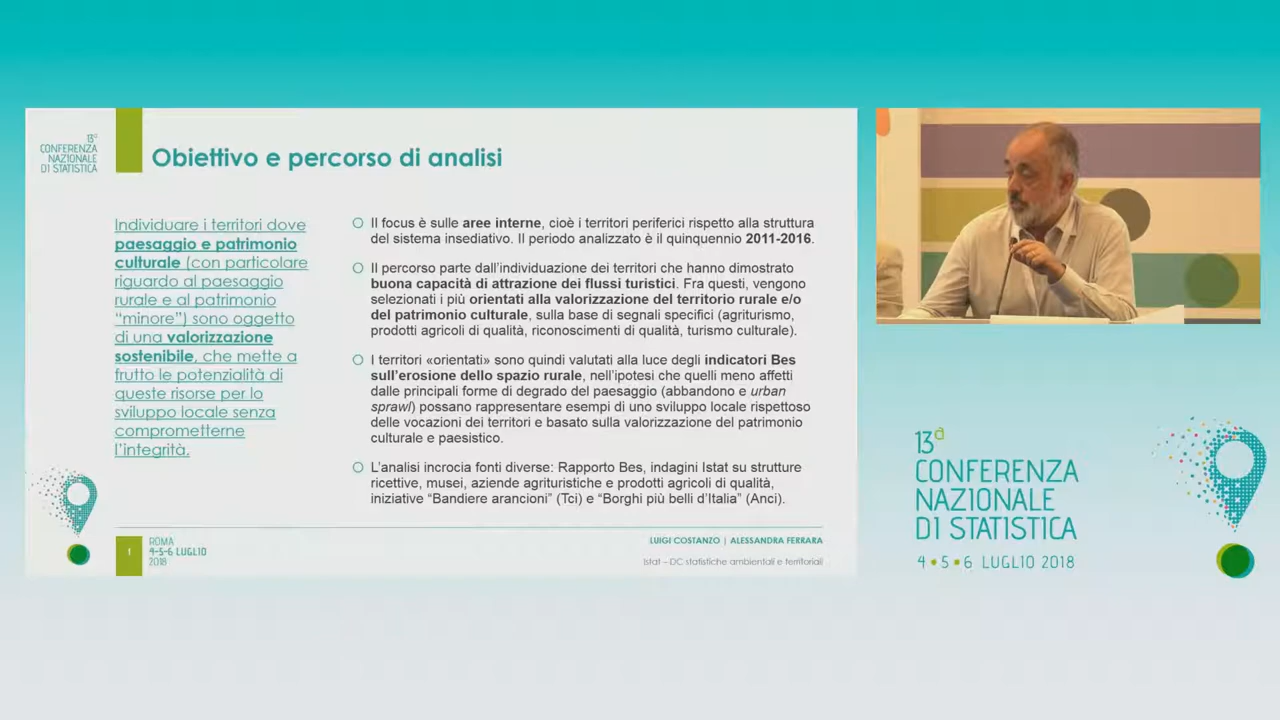 13ª
CONFERENZA
NAZIONALE
DI STATISTICA
Obiettivo e percorso di analisi
Individuare i territori dove
paesaggio e patrimonio
culturale (con particolare
riguardo al paesaggio
rurale e al patrimonio
“minore”) sono oggetto
di una valorizzazione
sostenibile, che mette a
frutto le potenzialità di
queste risorse per lo
sviluppo locale senza
comprometterne
l’integrità.
Il focus è sulle aree interne, cioè i territori periferici rispetto alla struttura
del sistema insediativo. Il periodo analizzato è il quinquennio 2011-2016.
Il percorso parte dall’individuazione dei territori che hanno dimostrato
buona capacità di attrazione dei flussi turistici. Fra questi, vengono
selezionati i più orientati alla valorizzazione del territorio rurale e/o
del patrimonio culturale, sulla base di segnali specifici (agriturismo,
prodotti agricoli di qualità, riconoscimenti di qualità, turismo culturale).
I territori «orientati» sono quindi valutati alla luce degli indicatori Bes
sull’erosione dello spazio rurale, nell’ipotesi che quelli meno affetti
dalle principali forme di degrado del paesaggio (abbandono e urban
sprawl) possano rappresentare esempi di uno sviluppo locale rispettoso
delle vocazioni dei territori e basato sulla valorizzazione del patrimonio
culturale e paesistico.
L’analisi incrocia fonti diverse: Rapporto Bes, indagini Istat su strutture
ricettive, musei, aziende agrituristiche e prodotti agricoli di qualità,
iniziative “Bandiere arancioni” (Tci) e “Borghi più belli d’Italia” (Anci).
1
ROMA
4-5-6 LUGLIO
2018
LUIGI COSTANZO | ALESSANDRA FERRARA
Istat – DC statistiche ambientali e territoriali
13ª
CONFERENZA
NAZIONALE
DI STATISTICA
4 • 5 • 6 LUGLIO 2018